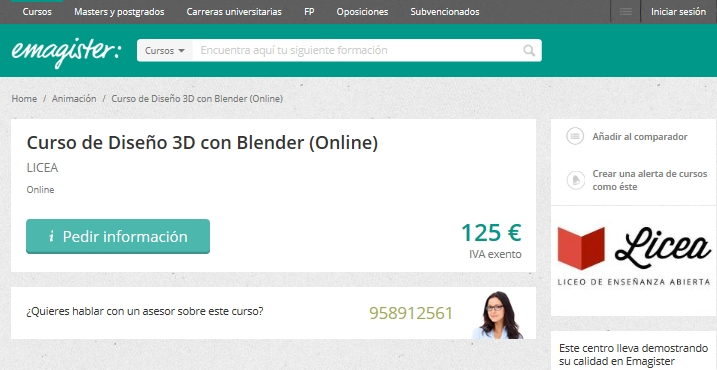 Cursos Masters y postgrados Carreras universitarias FP Oposiciones Subvencionados Iniciar sesión
emagister: Cursos Encuentra aquí tu siguiente formación
Home / Animación / Curso de Diseño 3D con Blender (Online)
Curso de Diseño 3D con Blender (Online)
LICEA
Online
i Pedir información
125 €
IVA exento
¿Quieres hablar con un asesor sobre este curso? 958912561
Añadir al comparador
Crear una alerta de cursos
como éste
Licea
LICEO DE ENSEÑANZA ABIERTA
Este centro lleva demostrando
su calidad en Emagister